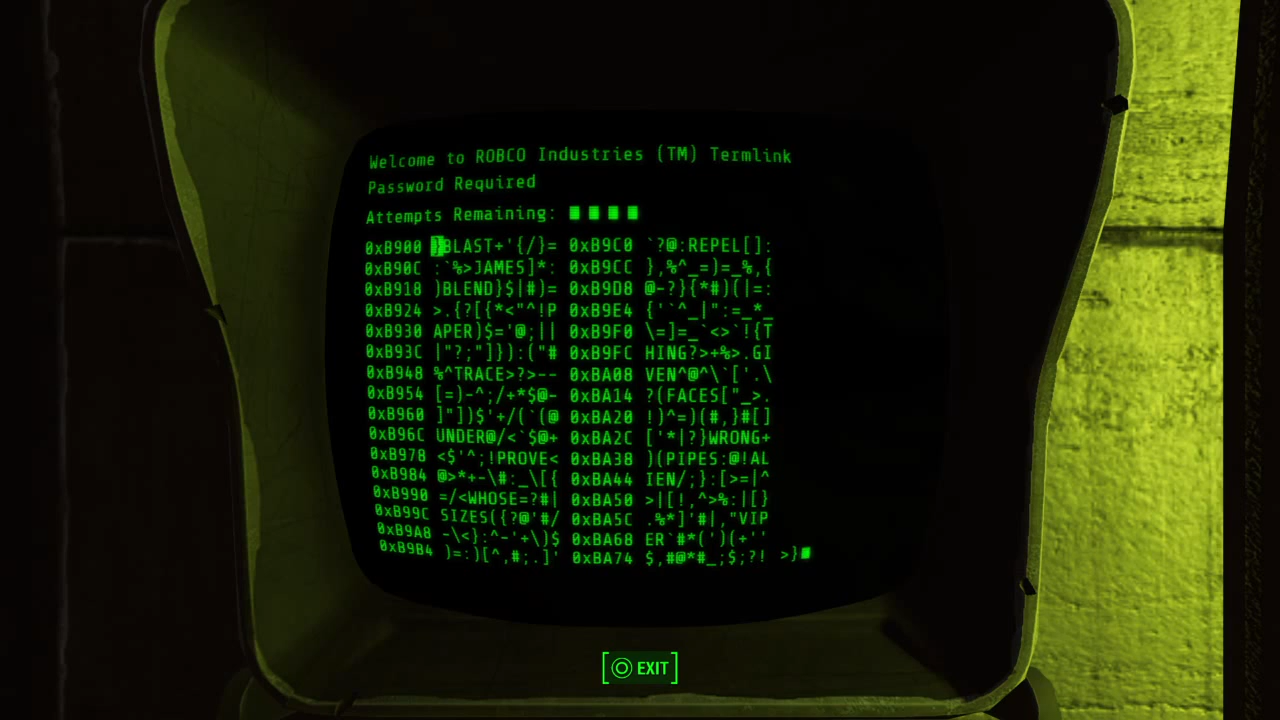 Welcome to ROBCO Industries (TM) Termlink
Password Required
Attempts Remaining:
0xB900 }BLAST+'{/}= 0xB9C0 `?@:REPEL[]:
0xB90C :`%>JAMES]*: 0xB9CC },%^_=)=_%,{
0xB918 )BLEND}$|#)= 0xB9D8 @-?}{*#)(|=:
0xB924 >.{?[{*<"^!P 0xB9E4 {'`^_|":=_*_
0xB930 APER)$='@;|| 0xB9F0 \=]=_`<>`!{T
0xB93C |"?;"]}):("# 0xB9FC HING?>+%>.GI
0xB948 %^TRACE>?>-- 0xBA08 VEN^@^\`['.\
0xB954 [=)-^;/+*$@- 0xBA14 ?(FACES["_>.
0xB960 ]"])$'+/(`(@ 0xBA20 !)^=)(#,}#[]
0xB96C UNDER@/<`$@+ 0xBA2C ['*|?}WRONG+
0xB978 <$'^;!PROVE< 0xBA38 )(PIPES:@!AL
0xB984 @>*+-\#:_\[{ 0xBA44 IEN/;}:[>=|^
0xB990 =/<WHOSE=?#| 0xBA50 >|[!,^>%:|[}
0xB99C SIZES({?@'#/ 0xBA5C .%*]'#|,"VIP
0xB9A8 -\<}:^-'+\)$ 0xBA68 ER`#*(')(+''
0xB9B4 )=:)[^,#;.]' 0xBA74 $,#@*#_;$;?! >}
EXIT